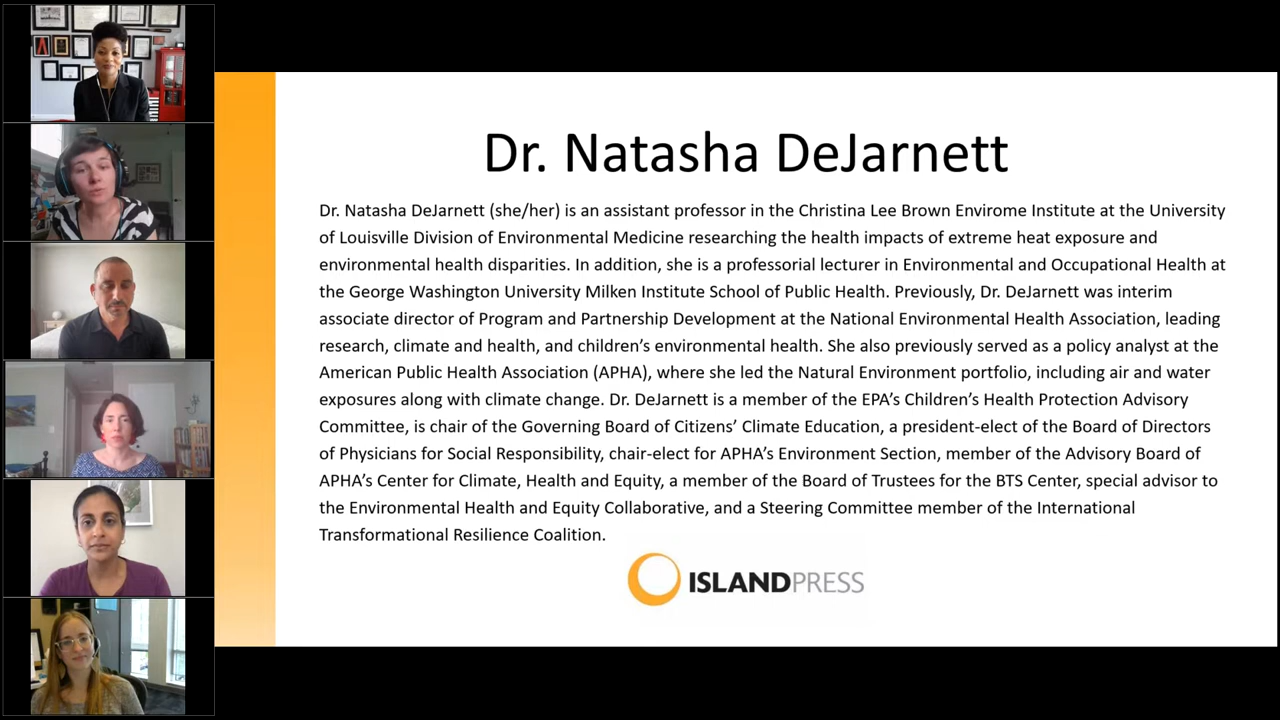 Dr. Natasha DeJarnett
Dr. Natasha DeJarnett (she/her) is an assistant professor in the Christina Lee Brown Envirome Institute at the University
of Louisville Division of Environmental Medicine researching the health impacts of extreme heat exposure and
environmental health disparities. In addition, she is a professorial lecturer in Environmental and Occupational Health at
the George Washington University Milken Institute School of Public Health. Previously, Dr. DeJarnett was interim
associate director of Program and Partnership Development at the National Environmental Health Association, leading
research, climate and health, and children’s environmental health. She also previously served as a policy analyst at the
American Public Health Association (APHA), where she led the Natural Environment portfolio, including air and water
exposures along with climate change. Dr. DeJarnett is a member of the EPA’s Children’s Health Protection Advisory
Committee, is chair of the Governing Board of Citizens’ Climate Education, a president-elect of the Board of Directors
of Physicians for Social Responsibility, chair-elect for APHA’s Environment Section, member of the Advisory Board of
APHA’s Center for Climate, Health and Equity, a member of the Board of Trustees for the BTS Center, special advisor to
the Environmental Health and Equity Collaborative, and a Steering Committee member of the International
Transformational Resilience Coalition.
ISLANDPRESS